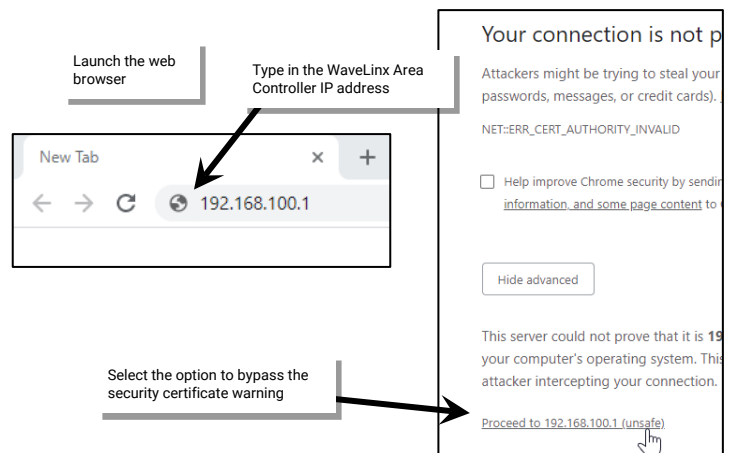 Launch the web
browser
Type in the WaveLinx Area
Controller IP address
New Tab
192.168.100.1
Your connection is not p
Attackers might be trying to steal your
passwords, messages, or credit cards).
NET::ERR_CERT_AUTHORITY_INVALID
Help improve Chrome security by sendin
information, and some page content to
Hide advanced
This server could not prove that it is 19
your computer's operating system. This
attacker intercepting your connection.
Select the option to bypass the
security certificate warning
Proceed to 192.168.100.1 (unsafe)